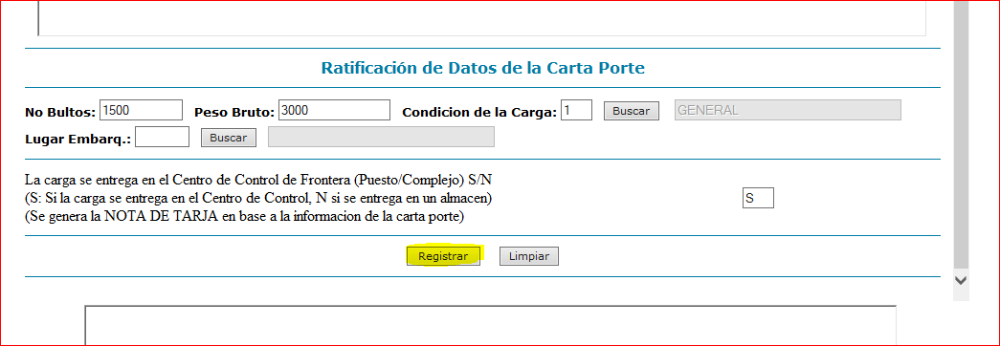 Ratificación de Datos de la Carta Porte
No Bultos: 1500 Peso Bruto: 3000 Condicion de la Carga: 1 Buscar GENERAL
Lugar Embarq.: Buscar
La carga se entrega en el Centro de Control de Frontera (Puesto/Complejo) S/N
(S: Si la carga se entrega en el Centro de Control, N si se entrega en un almacen)
S
(Se genera la NOTA DE TARJA en base a la informacion de la carta porte)
Registrar Limpiar